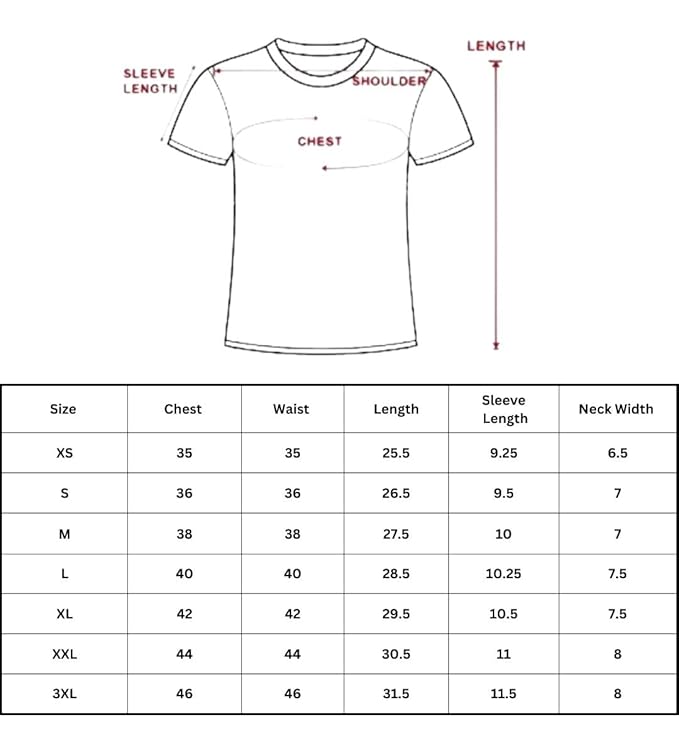 LENGTH
SLEEVE
LENGTH
SHOULDER
CHEST
Size Chest Waist Length Sleeve Length Neck Width
XS 35 35 25.5 9.25 6.5
S 36 36 26.5 9.5 7
M 38 38 27.5 10 7
L 40 40 28.5 10.25 7.5
XL 42 42 29.5 10.5 7.5
XXL 44 44 30.5 11 8
3XL 46 46 31.5 11.5 8